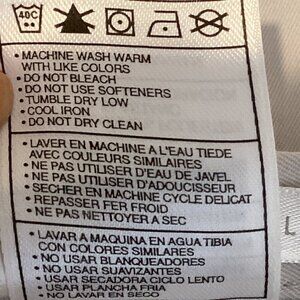 40C
• MACHINE WASH WARM
WITH LIKE COLORS
• DO NOT BLEACH
• DO NOT USE SOFTENERS
• TUMBLE DRY LOW
• COOL IRON
• DO NOT DRY CLEAN
• LAVER EN MACHINE A L'EAU TIEDE
AVEC COULEURS SIMILAIRES
• NE PAS UTILISER D'EAU DE JAVEL
• NE PAS UTILISER D'ADOUCISSEUR
• SECHER EN MACHINE CYCLE DELICAT
• REPASSER FER FROID
• NE PAS NETTOYER A SEC
• LAVAR A MAQUINA EN AGUA TIBIA
CON COLORES SIMILARES
• NO USAR BLANQUEADORES
• NO USAR SUAVIZANTES
• USAR SECADORA CICLO LENTO
• USAR PLANCHA FRIA
• NO LAVAR EN SECO
L